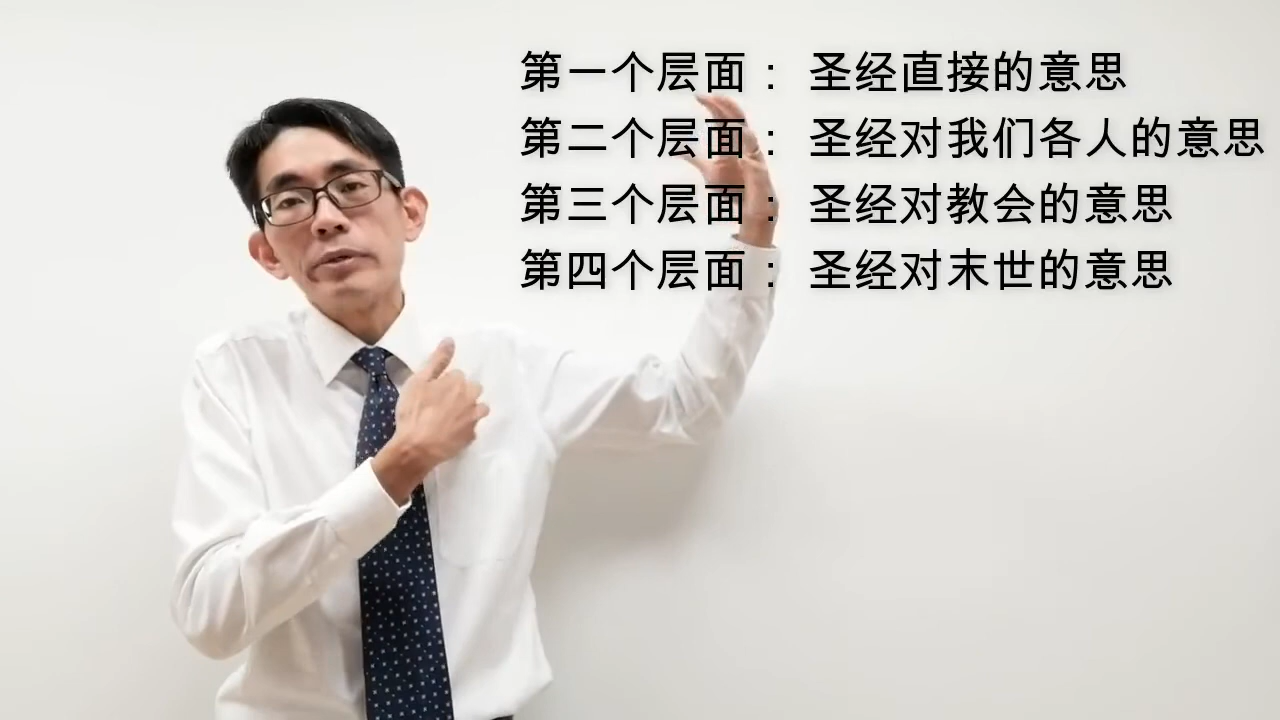 第一个层面： 圣经直接的意思
第二个层面： 圣经对我们各人的意思
第三个层面： 圣经对教会的意思
第四个层面： 圣经对末世的意思